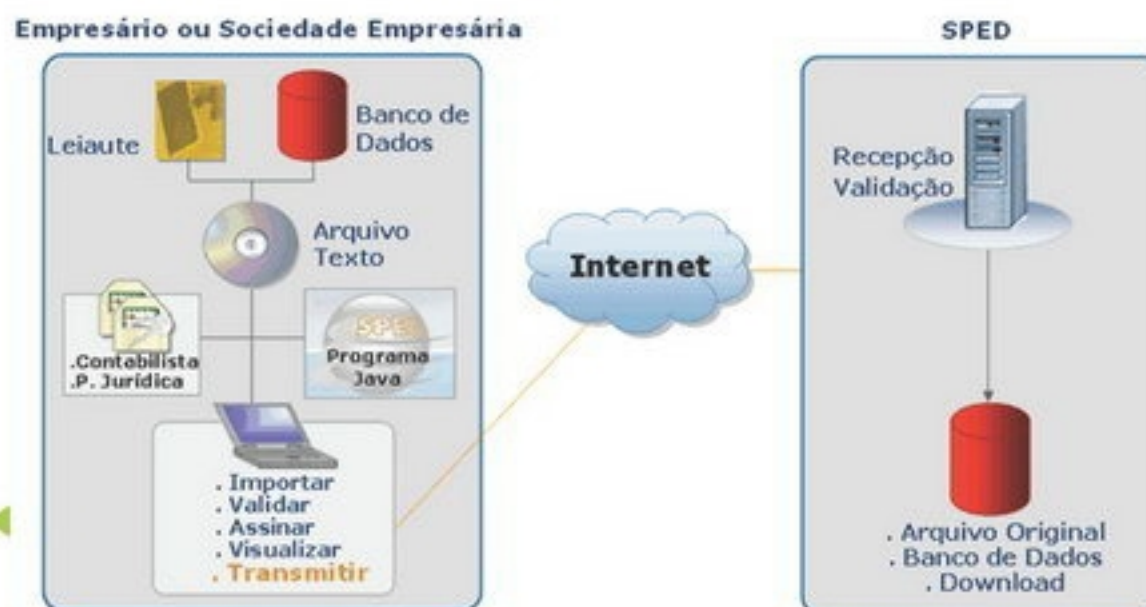 Empresário ou Sociedade Empresária
Leiaute
Banco de
Dados
Arquivo
Texto
.Contabilista
.P. Jurídica
SPE
Programa
Java
. Importar
. Validar
. Assinar
. Visualizar
. Transmitir
Internet
SPED
Recepção
Validação
. Arquivo Original
. Banco de Dados
. Download